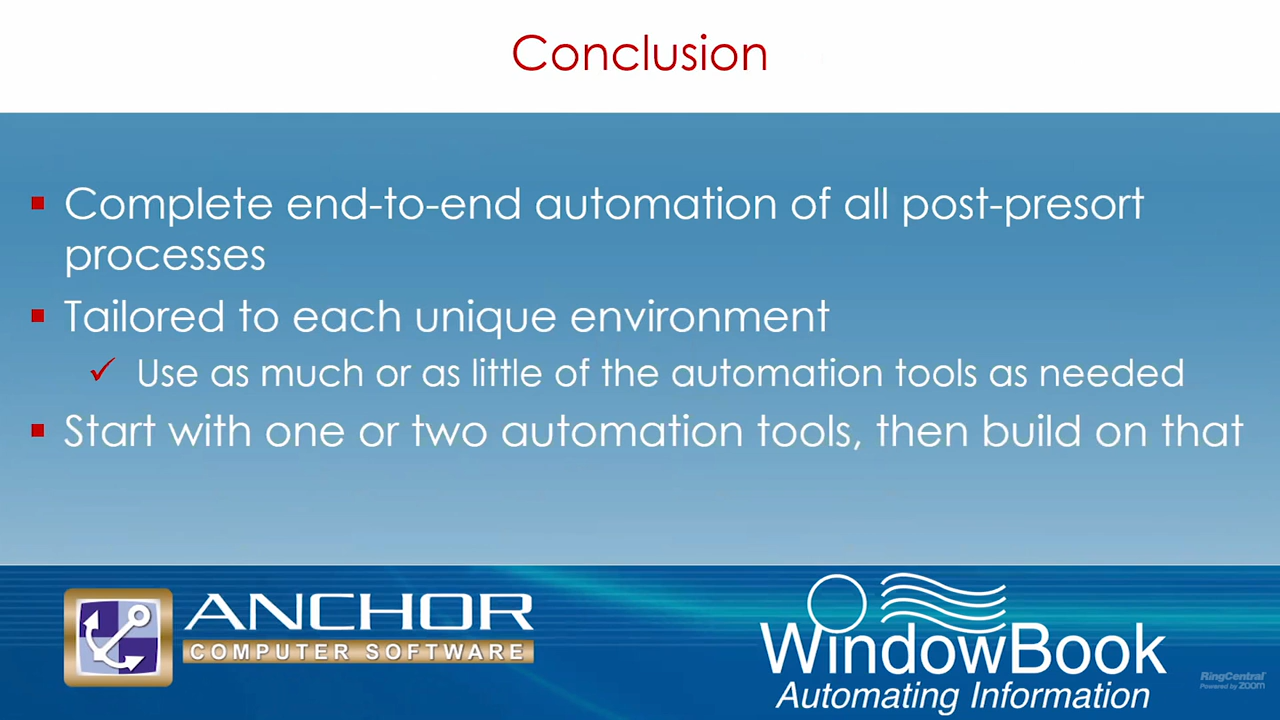 Conclusion
Complete end-to-end automation of all post-presort
processes
Tailored to each unique environment
Use as much or as little of the automation tools as needed
Start with one or two automation tools, then build on that
ANCHOR
COMPUTER SOFTWARE
WindowBook
Automating Information
RingCentral
Powered by zoom